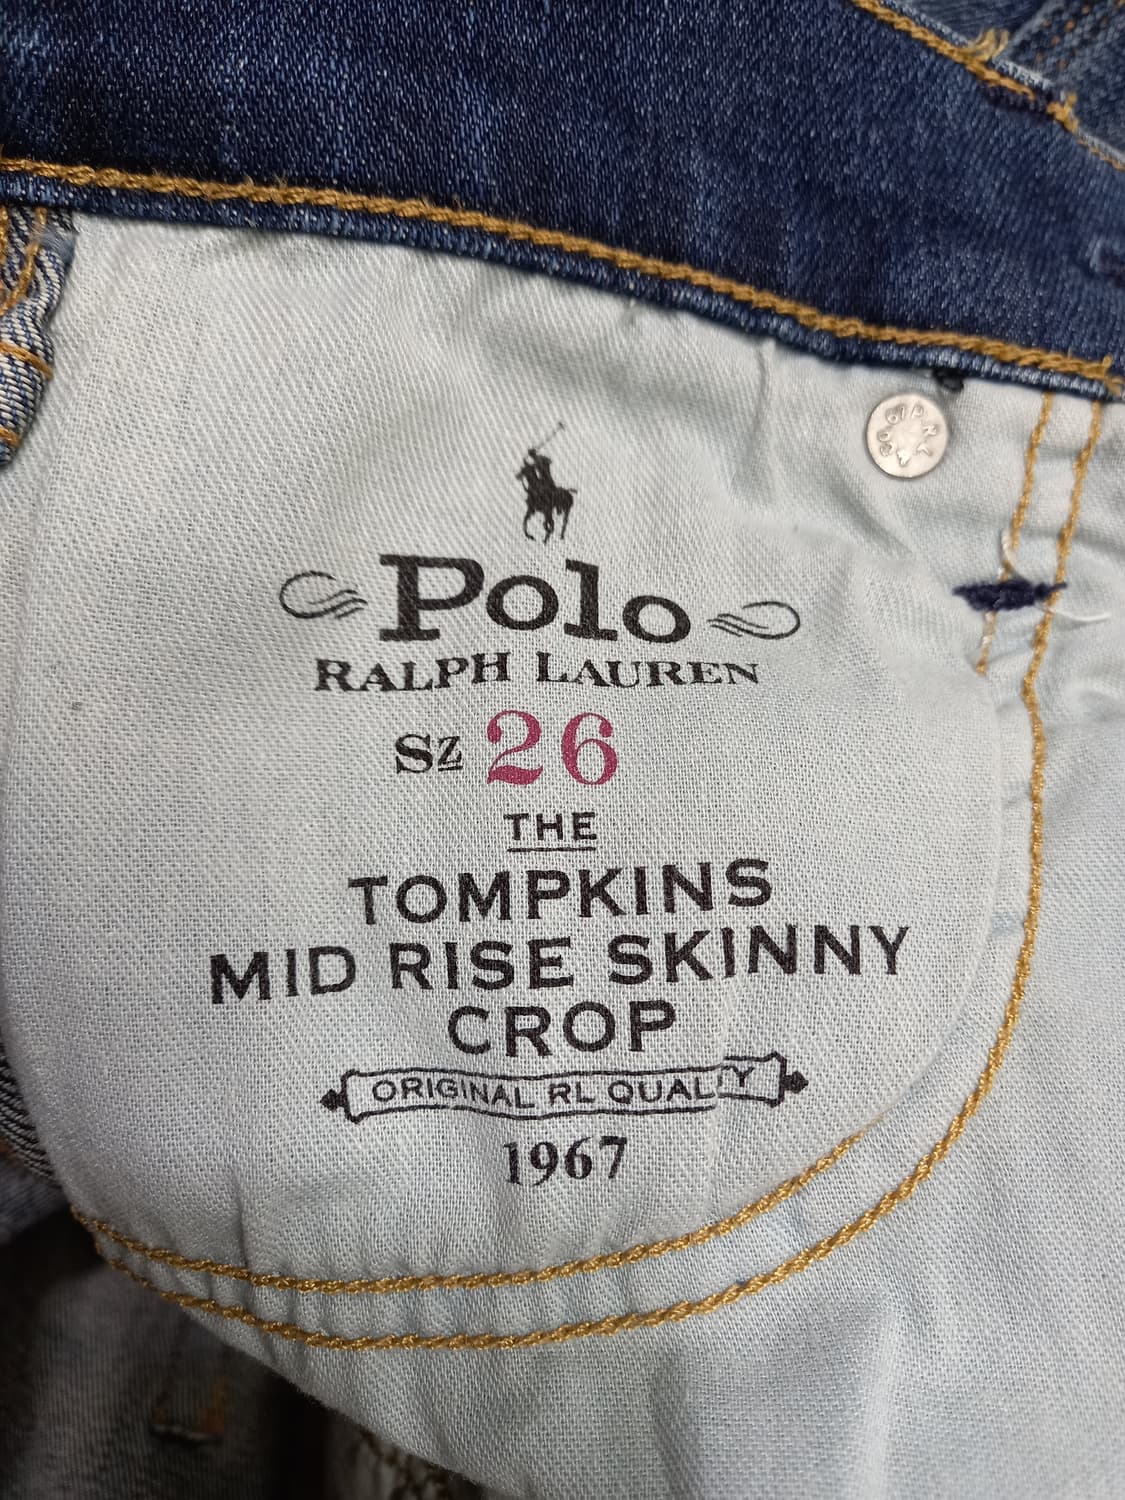 Polo
RALPH LAUREN
SZ 26
THE
TOMPKINS
MID RISE SKINNY
CROP
ORIGINAL RL QUALITY
1967